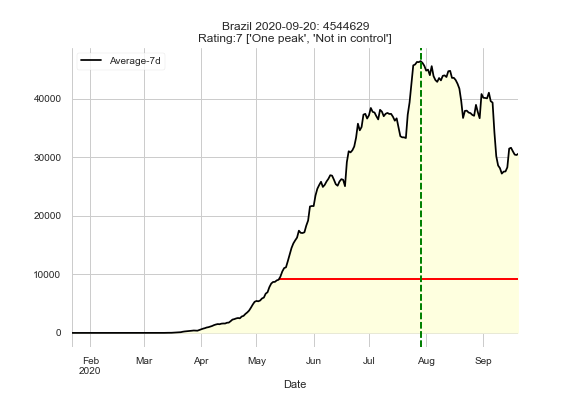 Brazil 2020-09-20: 4544629
Rating:7 ['One peak', 'Not in control']
Average-7d
40000
30000
20000
10000
0
Feb Mar Apr May Jun Jul Aug Sep
2020
Date